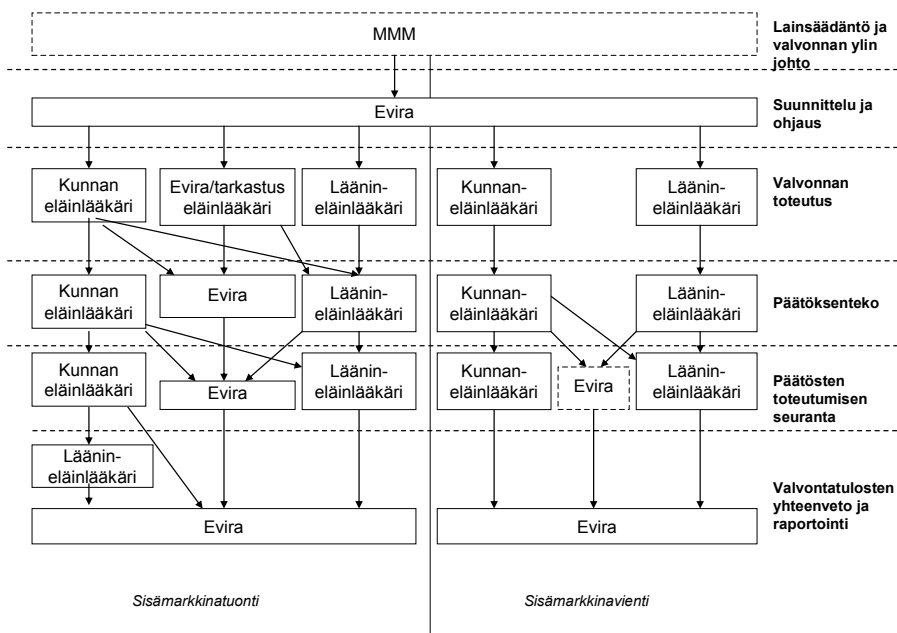 MMM
Lainsäädäntö ja
valvonnan ylin
johto
Evira
Suunnittelu ja
ohjaus
Kunnan
eläinlääkäri
Evira/tarkastus
eläinlääkäri
Läänin-
eläinlääkäri
Kunnan-
eläinlääkäri
Läänin-
eläinlääkäri
Valvonnan
toteutus
Kunnan
eläinlääkäri
Evira
Läänin-
eläinlääkäri
Kunnan-
eläinlääkäri
Läänin-
eläinlääkäri
Päätöksenteko
Kunnan
eläinlääkäri
Evira
Läänin-
eläinlääkäri
Kunnan-
eläinlääkäri
Evira
Läänin-
eläinlääkäri
Päätösten
toteutumisen
seuranta
Läänin-
eläinlääkäri
Evira
Evira
Valvontatulosten
yhteenveto ja
raportointi
Sisämarkkinatuonti
Sisämarkkinavienti